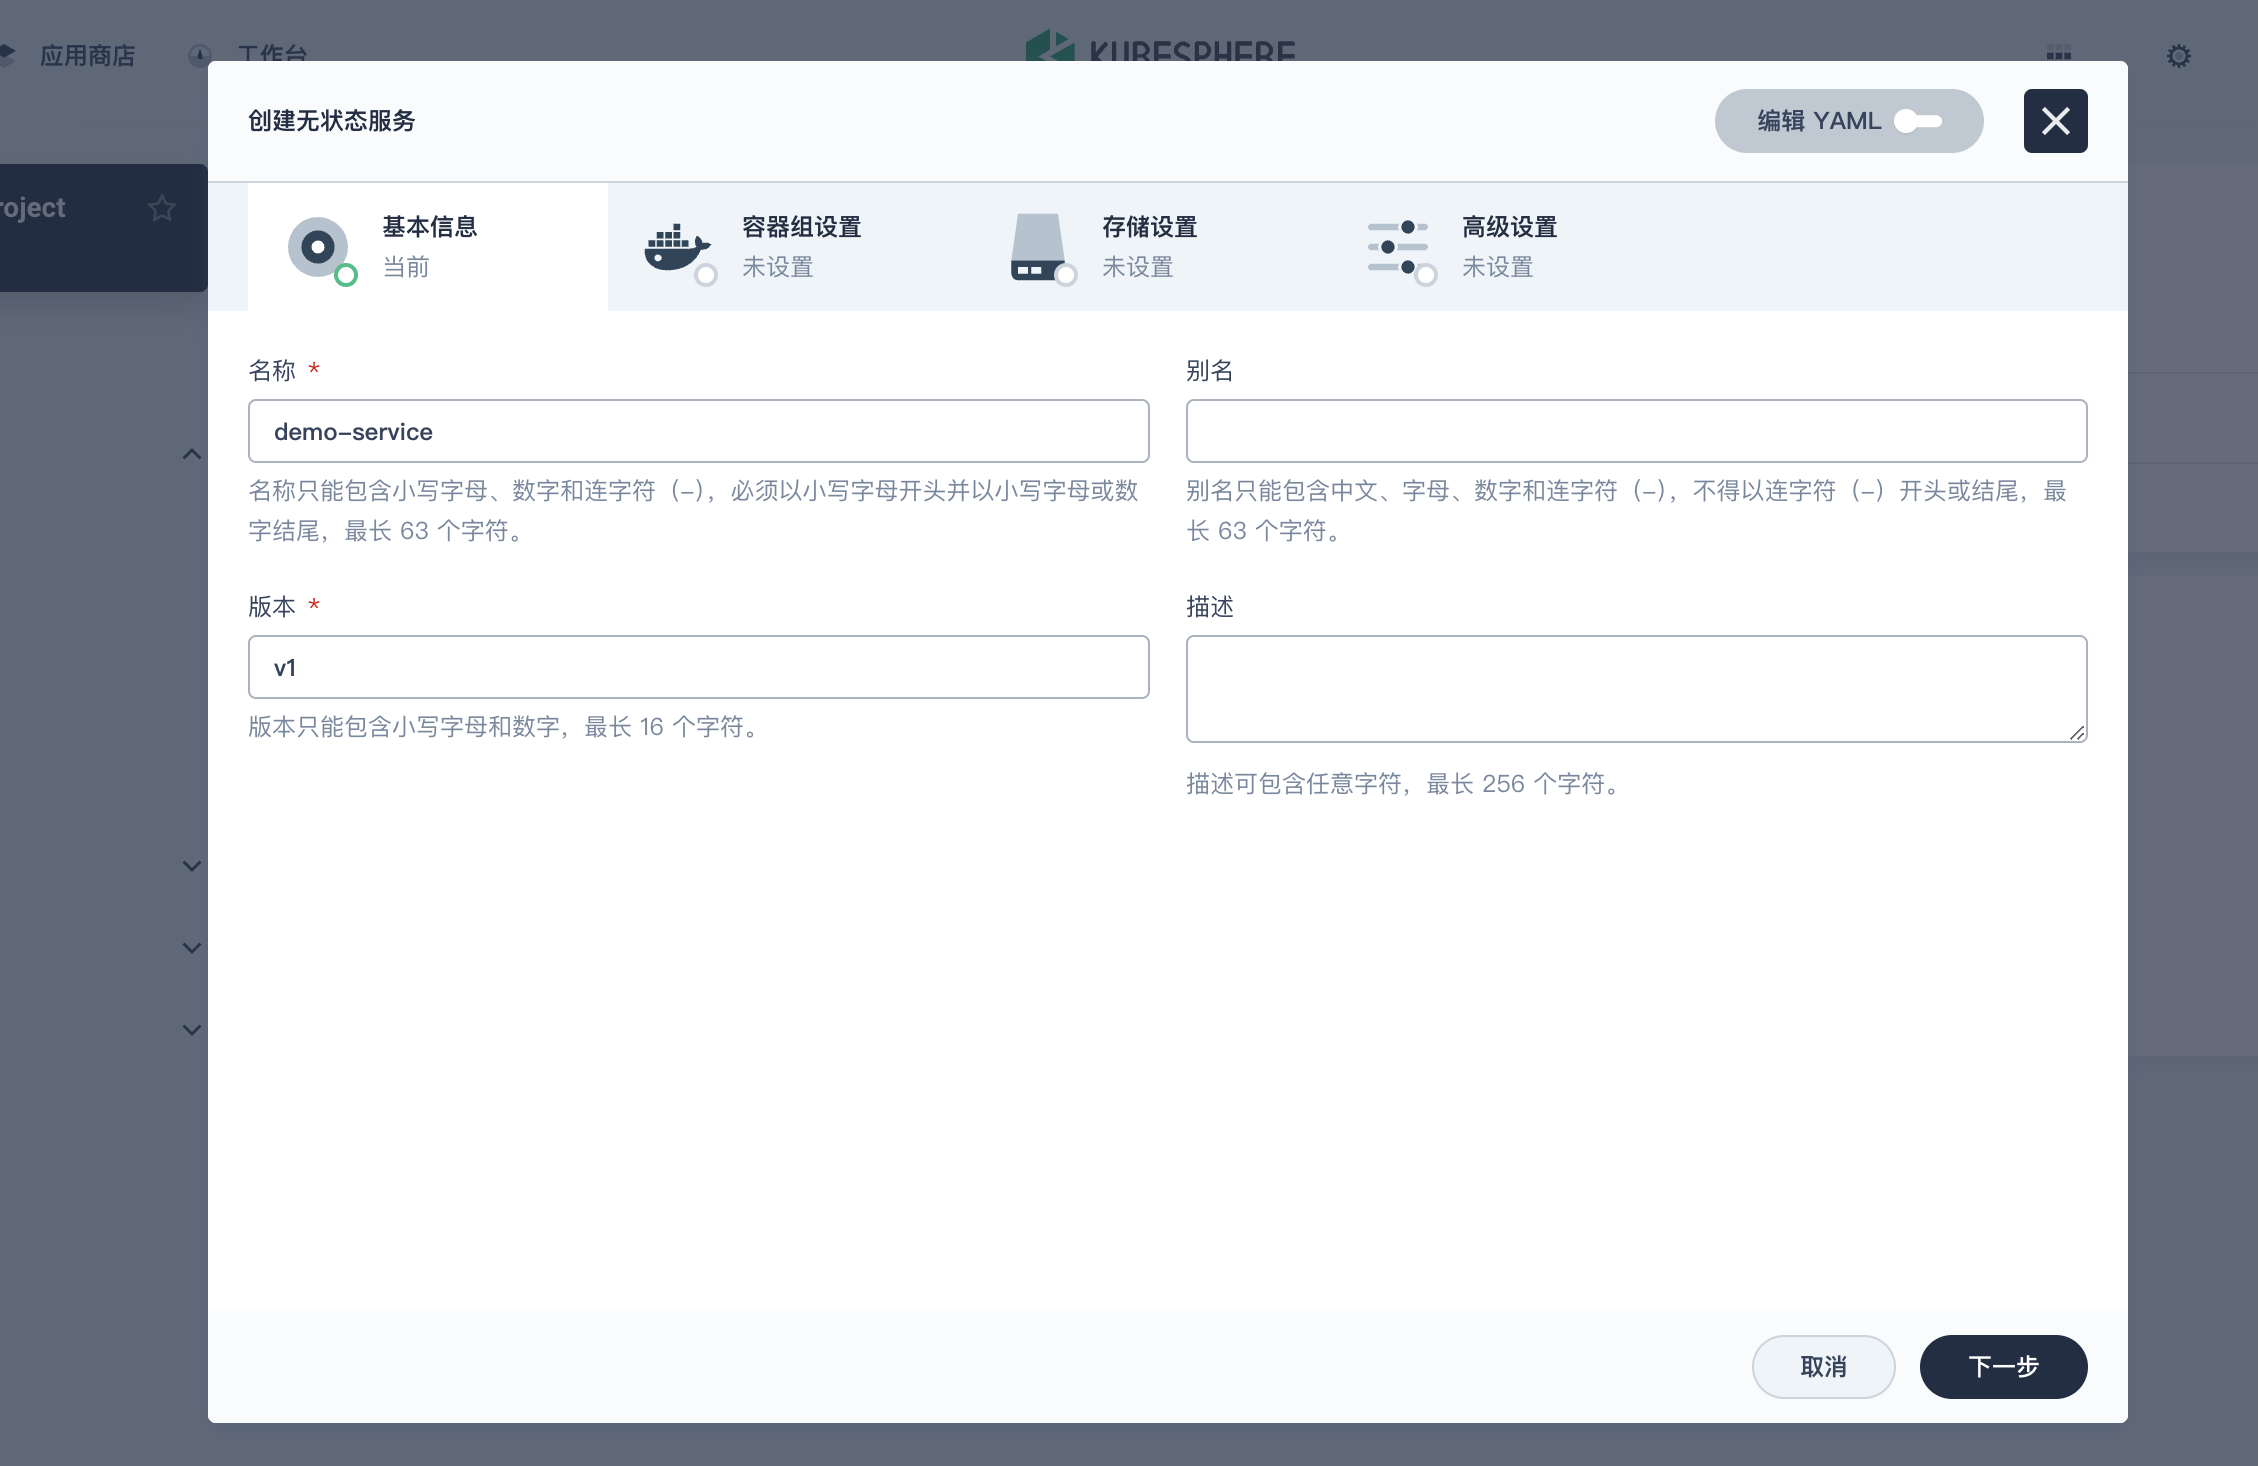 应用商店
工作台
KUBESPHERE
创建无状态服务
编辑 YAML
roject
基本信息
当前
容器组设置
未设置
存储设置
未设置
高级设置
未设置
名称 *
demo-service
名称只能包含小写字母、数字和连字符（-），必须以小写字母开头并以小写字母或数
字结尾，最长 63 个字符。
别名
别名只能包含中文、字母、数字和连字符（-），不得以连字符（-）开头或结尾，最
长 63 个字符。
版本 *
v1
版本只能包含小写字母和数字，最长 16 个字符。
描述
描述可包含任意字符，最长 256 个字符。
取消
下一步